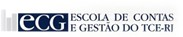 ECG ESCOLA DE CONTAS
E GESTÃO DO TCE-RJ